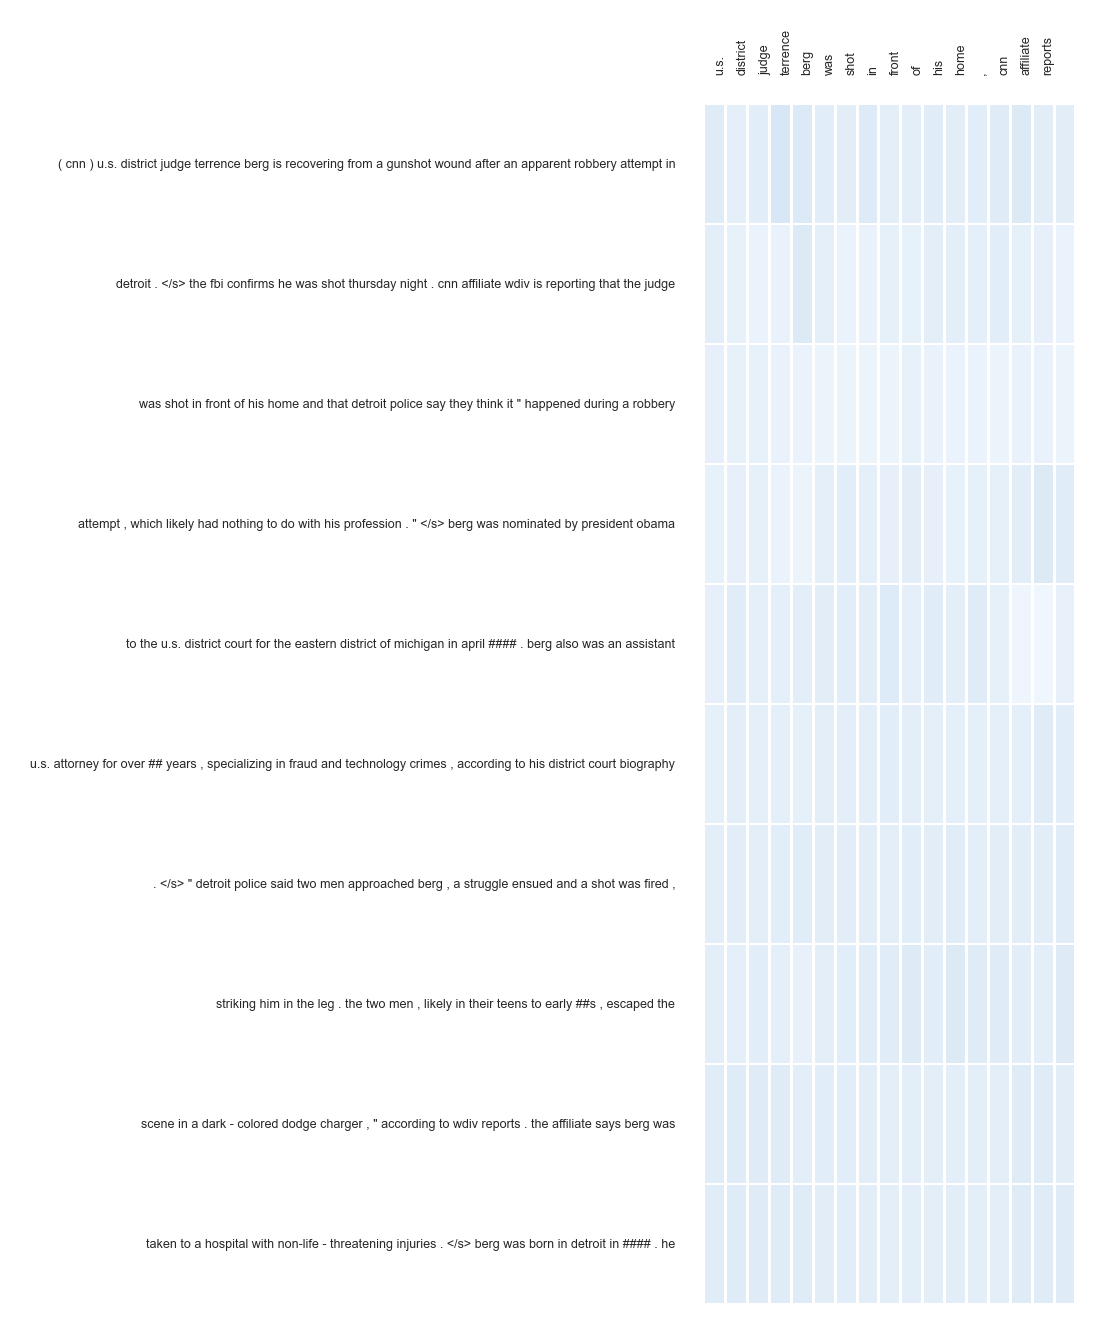 u.s. district judge terrence berg was shot in front of his home , cnn affiliate reports
( cnn ) u.s. district judge terrence berg is recovering from a gunshot wound after an apparent robbery attempt in
detroit . </s> the fbi confirms he was shot thursday night . cnn affiliate wdiv is reporting that the judge
was shot in front of his home and that detroit police say they think it " happened during a robbery
attempt , which likely had nothing to do with his profession . " </s> berg was nominated by president obama
to the u.s. district court for the eastern district of michigan in april #### . berg also was an assistant
u.s. attorney for over ## years , specializing in fraud and technology crimes , according to his district court biography
. </s> " detroit police said two men approached berg , a struggle ensued and a shot was fired ,
striking him in the leg . the two men , likely in their teens to early ##s , escaped the
scene in a dark - colored dodge charger , " according to wdiv reports . the affiliate says berg was
taken to a hospital with non-life - threatening injuries . </s> berg was born in detroit in #### . he